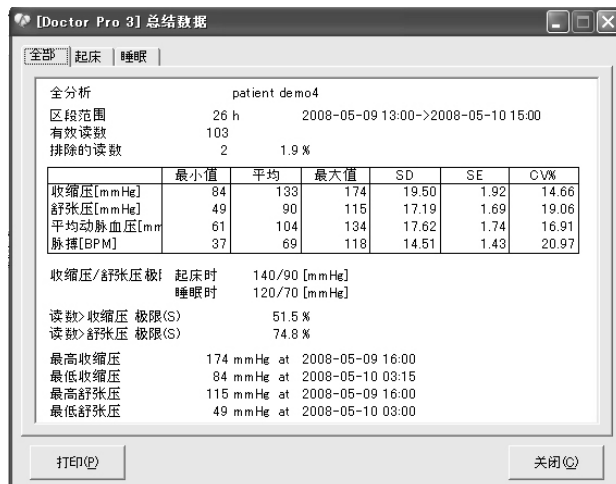 [Doctor Pro 3] 总结数据
全部 起床 睡眠
全分析 patient demo4
区段范围 26 h 2008-05-09 13:00->2008-05-10 15:00
有效读数 103
排除的读数 2 1.9 %
最小值 平均 最大值 SD SE CV%
收缩压[mmHg] 84 133 174 19.50 1.92 14.66
舒张压[mmHg] 49 90 115 17.19 1.69 19.06
平均动脉血压[mm 61 104 134 17.62 1.74 16.91
脉搏[BPM] 37 69 118 14.51 1.43 20.97
收缩压/舒张压极 起床时 140/90 [mmHg]
睡眠时 120/70 [mmHg]
读数>收缩压 极限(S) 51.5 %
读数>舒张压 极限(S) 74.8 %
最高收缩压 174 mmHg at 2008-05-09 16:00
最低收缩压 84 mmHg at 2008-05-10 03:15
最高舒张压 115 mmHg at 2008-05-09 16:00
最低舒张压 49 mmHg at 2008-05-10 03:00
打印(P) 关闭(C)